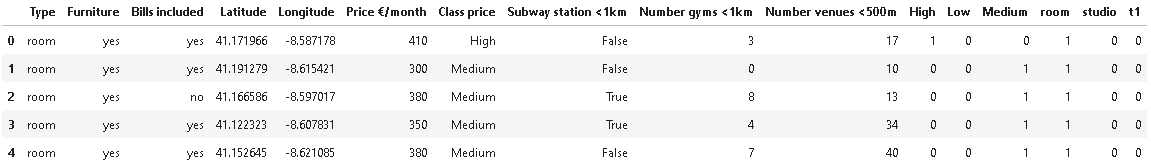 Type Furniture Bills included Latitude Longitude Price €/month Class price Subway station <1km Number gyms <1km Number venues <500m High Low Medium room studio t1
0 room yes yes 41.171966 -8.587178 410 High False 3 17 1 0 0 1 0 0
1 room yes yes 41.191279 -8.615421 300 Medium False 0 10 0 0 1 1 0 0
2 room yes no 41.166586 -8.597017 380 Medium True 8 13 0 0 1 1 0 0
3 room yes yes 41.122323 -8.607831 350 Medium True 4 34 0 0 1 1 0 0
4 room yes yes 41.152645 -8.621085 380 Medium False 7 40 0 0 1 1 0 0